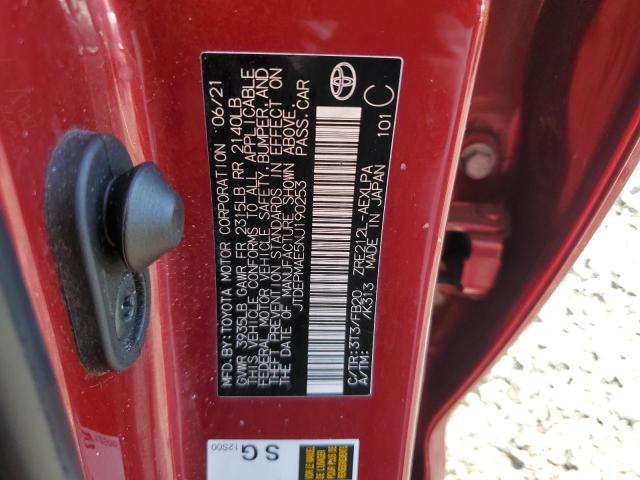 MFD.BY:TOYOTA MOTOR CORPORATION 06/21
GVWR 3935LB GAWR FR 2315LB RR 2140LB
THIS VEHICLE CONFORMS TO ALL APPLICABLE
FEDERAL MOTOR VEHICLE SAFETY, BUMPER, AND
THEFT PREVENTION STANDARDS IN EFFECT ON
THE DATE OF MANUFACTURE SHOWN ABOVE.
JTDEPMAE5NJ190253 PASS.CAR
C/TR:3T3/FB20 ZRE212L-AEXLPA
A/TM: /K313 MADE IN JAPAN
101 C
SG
12S00